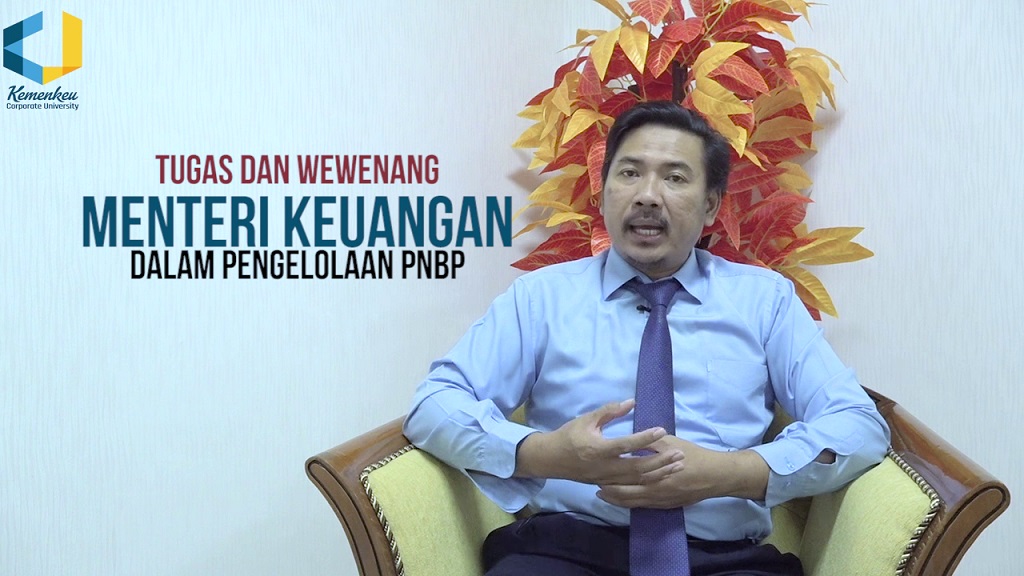 Kemenkeu
Corporate University
TUGAS DAN WEWENANG
MENTERI KEUANGAN
DALAM PENGELOLAAN PNBP